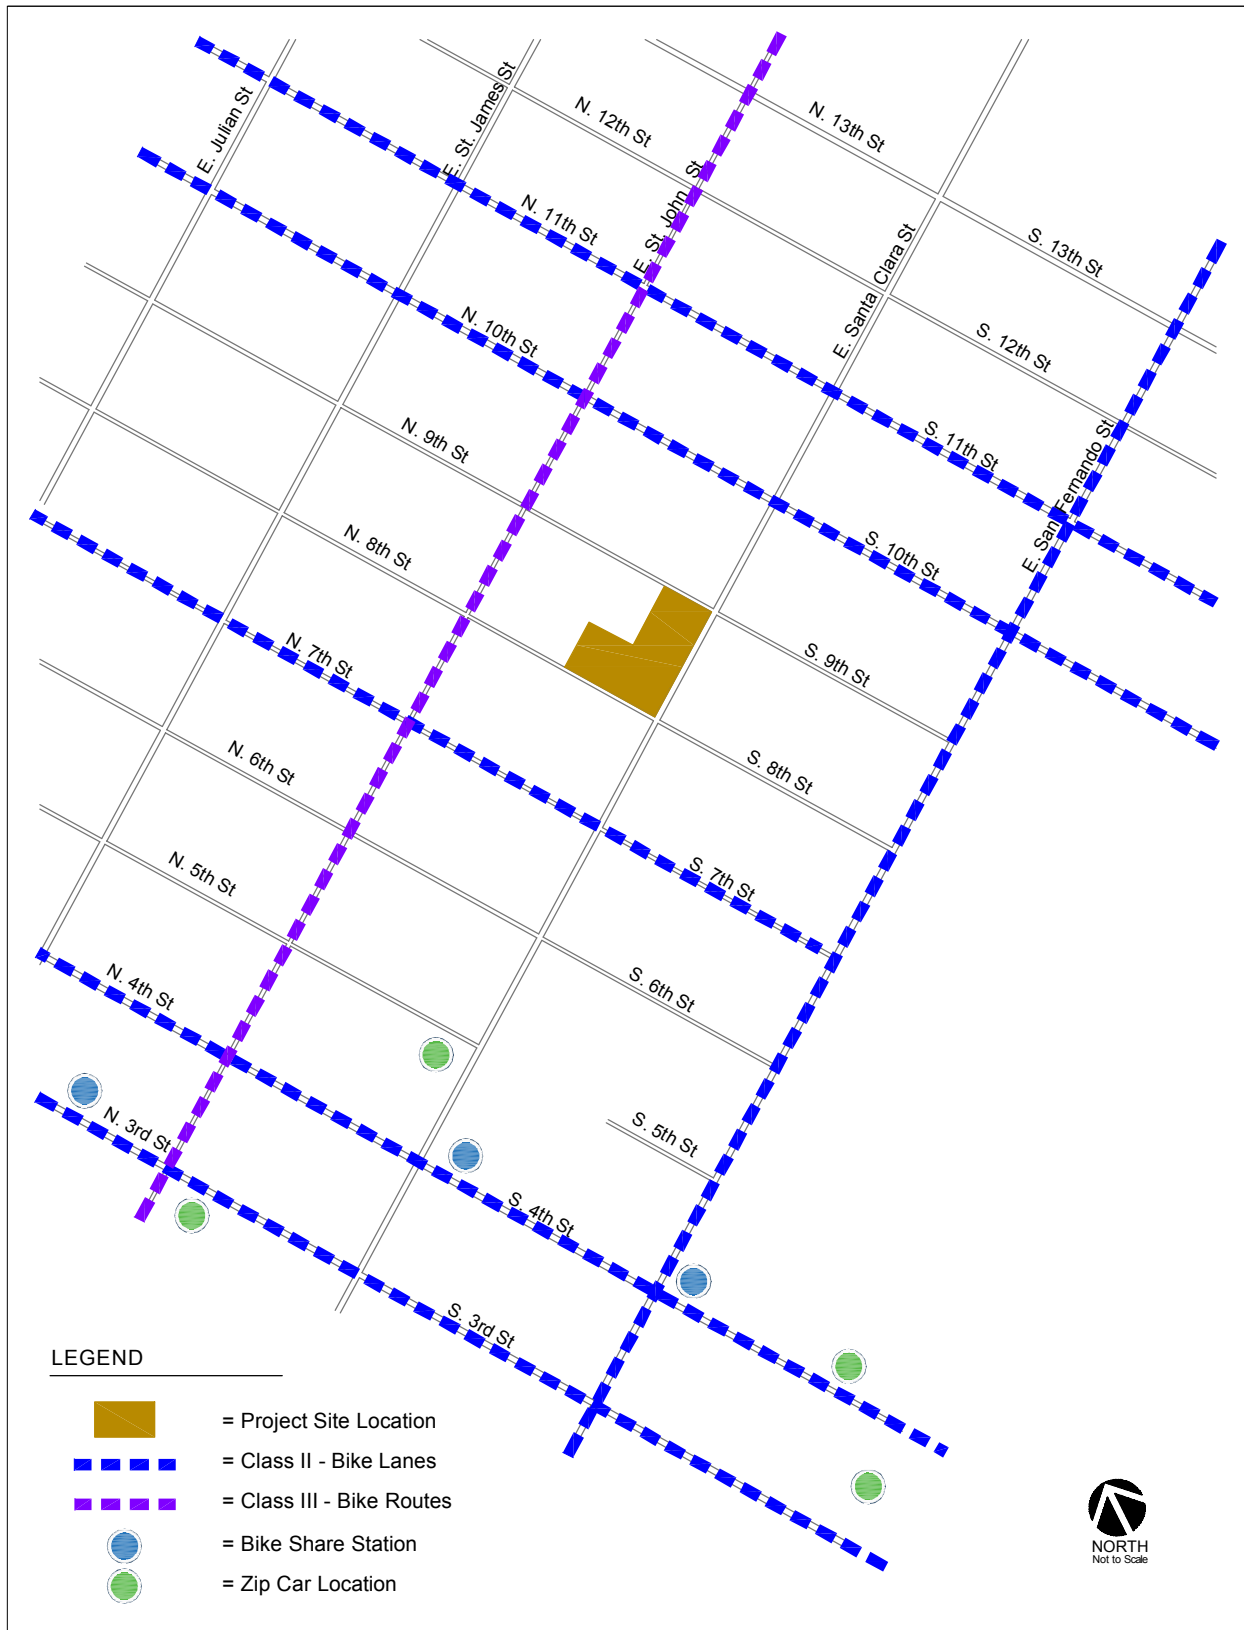 E. Julian St
E. St. James St
N. 12th St
N. 13th St
E. St. John St
N. 11th St
E. Santa Clara St
S. 13th St
N. 10th St
S. 12th St
N. 9th St
S. 11th St
E. San Fernando St
N. 8th St
S. 10th St
N. 7th St
S. 9th St
N. 6th St
S. 8th St
N. 5th St
S. 7th St
N. 4th St
S. 6th St
N. 3rd St
S. 5th St
S. 4th St
S. 3rd St
LEGEND
= Project Site Location
= Class II - Bike Lanes
= Class III - Bike Routes
= Bike Share Station
= Zip Car Location
NORTH
Not to Scale